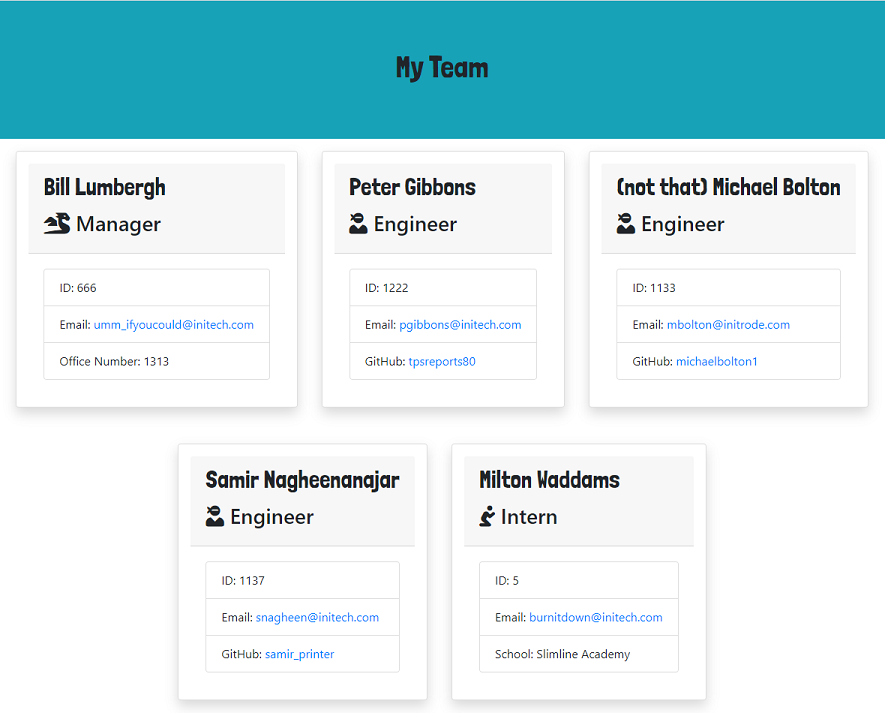 My Team
Bill Lumbergh
Manager
ID: 666
Email: umm_ifyoucould@initech.com
Office Number: 1313
Peter Gibbons
Engineer
ID: 1222
Email: pgibbons@initech.com
GitHub: tpsreports80
(not that) Michael Bolton
Engineer
ID: 1133
Email: mbolton@initrode.com
GitHub: michaelbolton1
Samir Nagheenanajar
Engineer
ID: 1137
Email: snagheen@initech.com
GitHub: samir_printer
Milton Waddams
Intern
ID: 5
Email: burnitdown@initech.com
School: Slimline Academy